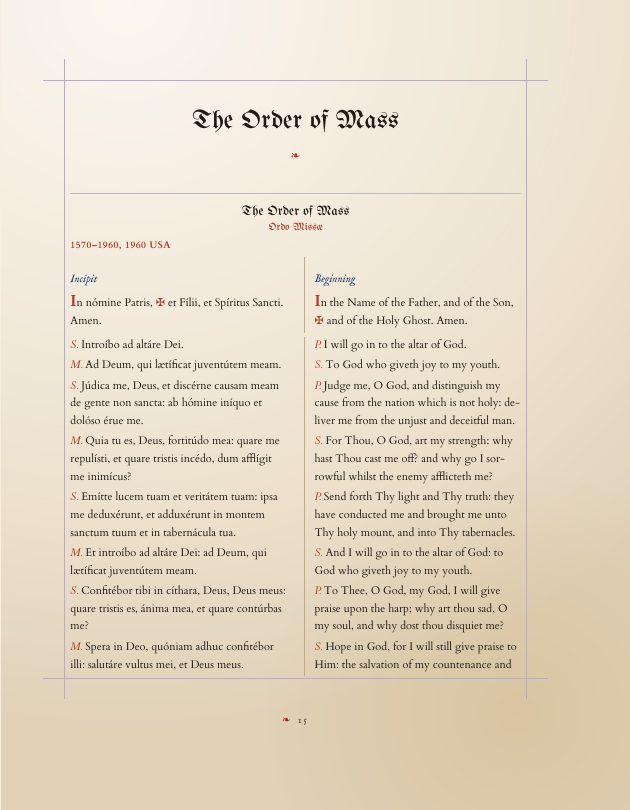 The Order of Mass
❧
The Order of Mass
Ordo Missæ
1570–1960, 1960 USA
Incipit
In nómine Patris, ✠ et Fílii, et Spíritus Sancti.
Amen.
S. Introíbo ad altáre Dei.
M. Ad Deum, qui lætíficat juventútem meam.
S. Júdica me, Deus, et discérne causam meam
de gente non sancta: ab hómine iníquo et
dolóso érue me.
M. Quia tu es, Deus, fortitúdo mea: quare me
repulísti, et quare tristis incédo, dum afflígit
me inimícus?
S. Emítte lucem tuam et veritátem tuam: ipsa
me deduxérunt, et adduxérunt in montem
sanctum tuum et in tabernácula tua.
M. Et introíbo ad altáre Dei: ad Deum, qui
lætíficat juventútem meam.
S. Confitébor tibi in cíthara, Deus, Deus meus:
quare tristis es, ánima mea, et quare contúrbas
me?
M. Spera in Deo, quóniam adhuc confitébor
illi: salutáre vultus mei, et Deus meus.
Beginning
In the Name of the Father, and of the Son,
✠ and of the Holy Ghost. Amen.
P. I will go in to the altar of God.
S. To God who giveth joy to my youth.
P. Judge me, O God, and distinguish my
cause from the nation which is not holy: de-
liver me from the unjust and deceitful man.
S. For Thou, O God, art my strength: why
hast Thou cast me off? and why go I sor-
rowful whilst the enemy afflicteth me?
P. Send forth Thy light and Thy truth: they
have conducted me and brought me unto
Thy holy mount, and into Thy tabernacles.
S. And I will go in to the altar of God: to
God who giveth joy to my youth.
P. To Thee, O God, my God, I will give
praise upon the harp; why art thou sad, O
my soul, and why dost thou disquiet me?
S. Hope in God, for I will still give praise to
Him: the salvation of my countenance and
❧ 15